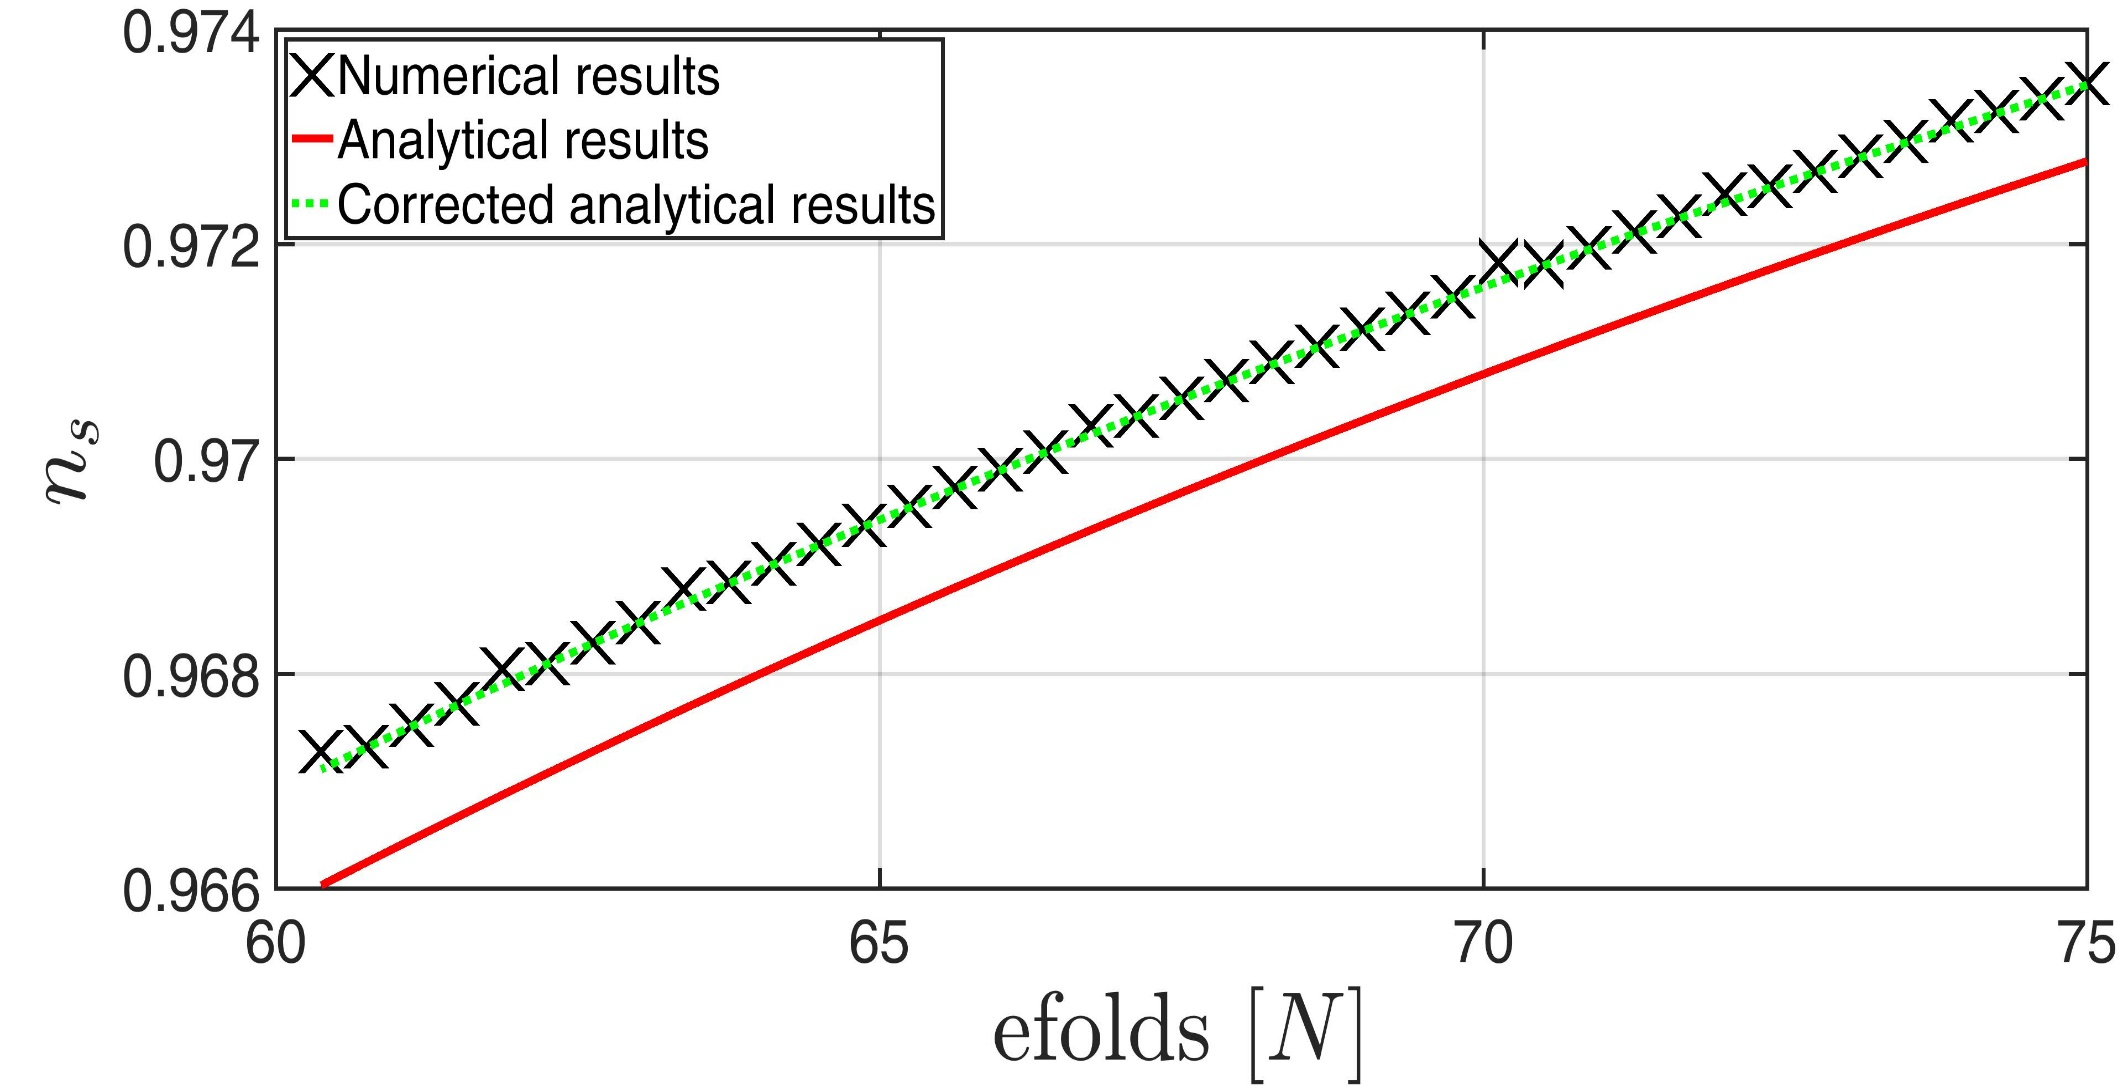 0.974
0.972
0.97
0.968
0.966
n_s
Numerical results
Analytical results
Corrected analytical results
60
65
70
75
efolds [N]